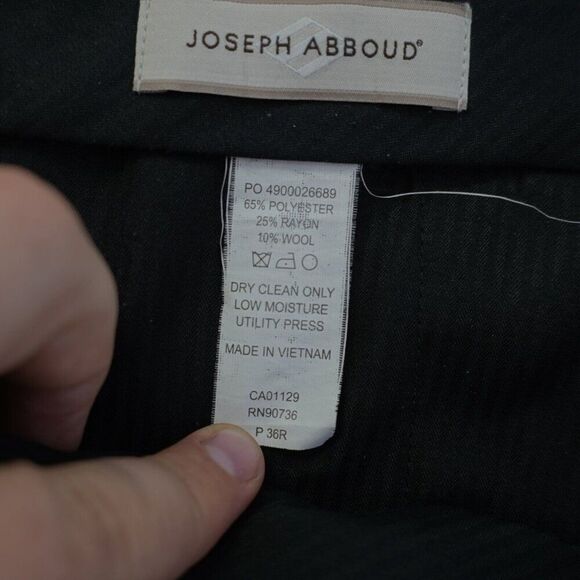 JOSEPH ABBOUD®
PO 4900026689
65% POLYESTER
25% RAYON
10% WOOL
DRY CLEAN ONLY
LOW MOISTURE
UTILITY PRESS
MADE IN VIETNAM
CA01129
RN90736
P 36R